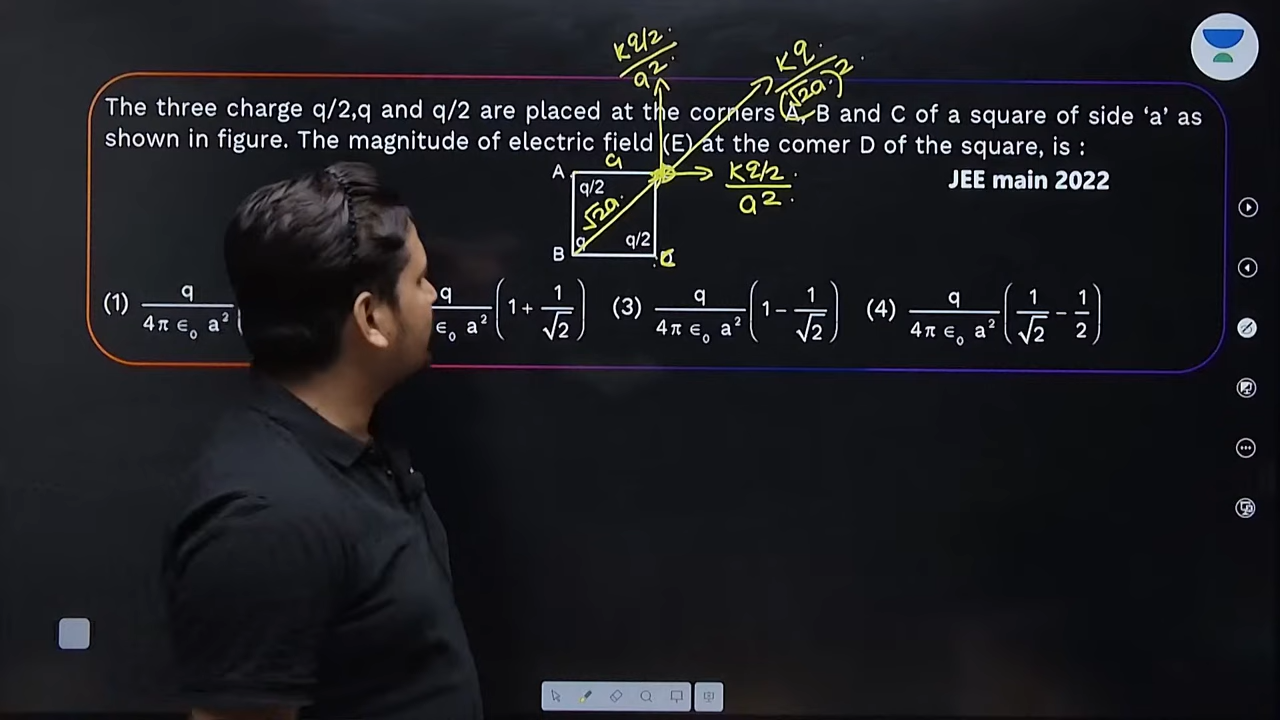 The three charge q/2,q and q/2 are placed at the corners A, B and C of a square of side ‘a’ as
shown in figure. The magnitude of electric field (E) at the comer D of the square, is :
JEE main 2022
kq/2 / a²
kq / (√2a)²
kq/2 / a²
a
A
q/2
√2a
B
q
q/2
C
(1) q / 4π ∈₀ a²
q / ∈₀ a² (1 + 1/√2)
(3) q / 4π ∈₀ a² (1 − 1/√2)
(4) q / 4π ∈₀ a² (1/√2 − 1/2)